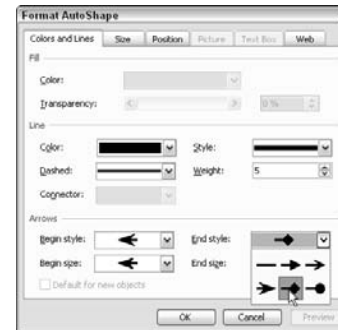 Format AutoShape
Colors and Lines Size Position Picture Text Box Web
Fill
Color:
Transparency: 0 %
Line
Color: Style:
Dashed: Weight: 5
Connector:
Arrows
Begin style: End style:
Begin size: End size:
Default for new objects
OK Cancel Preview